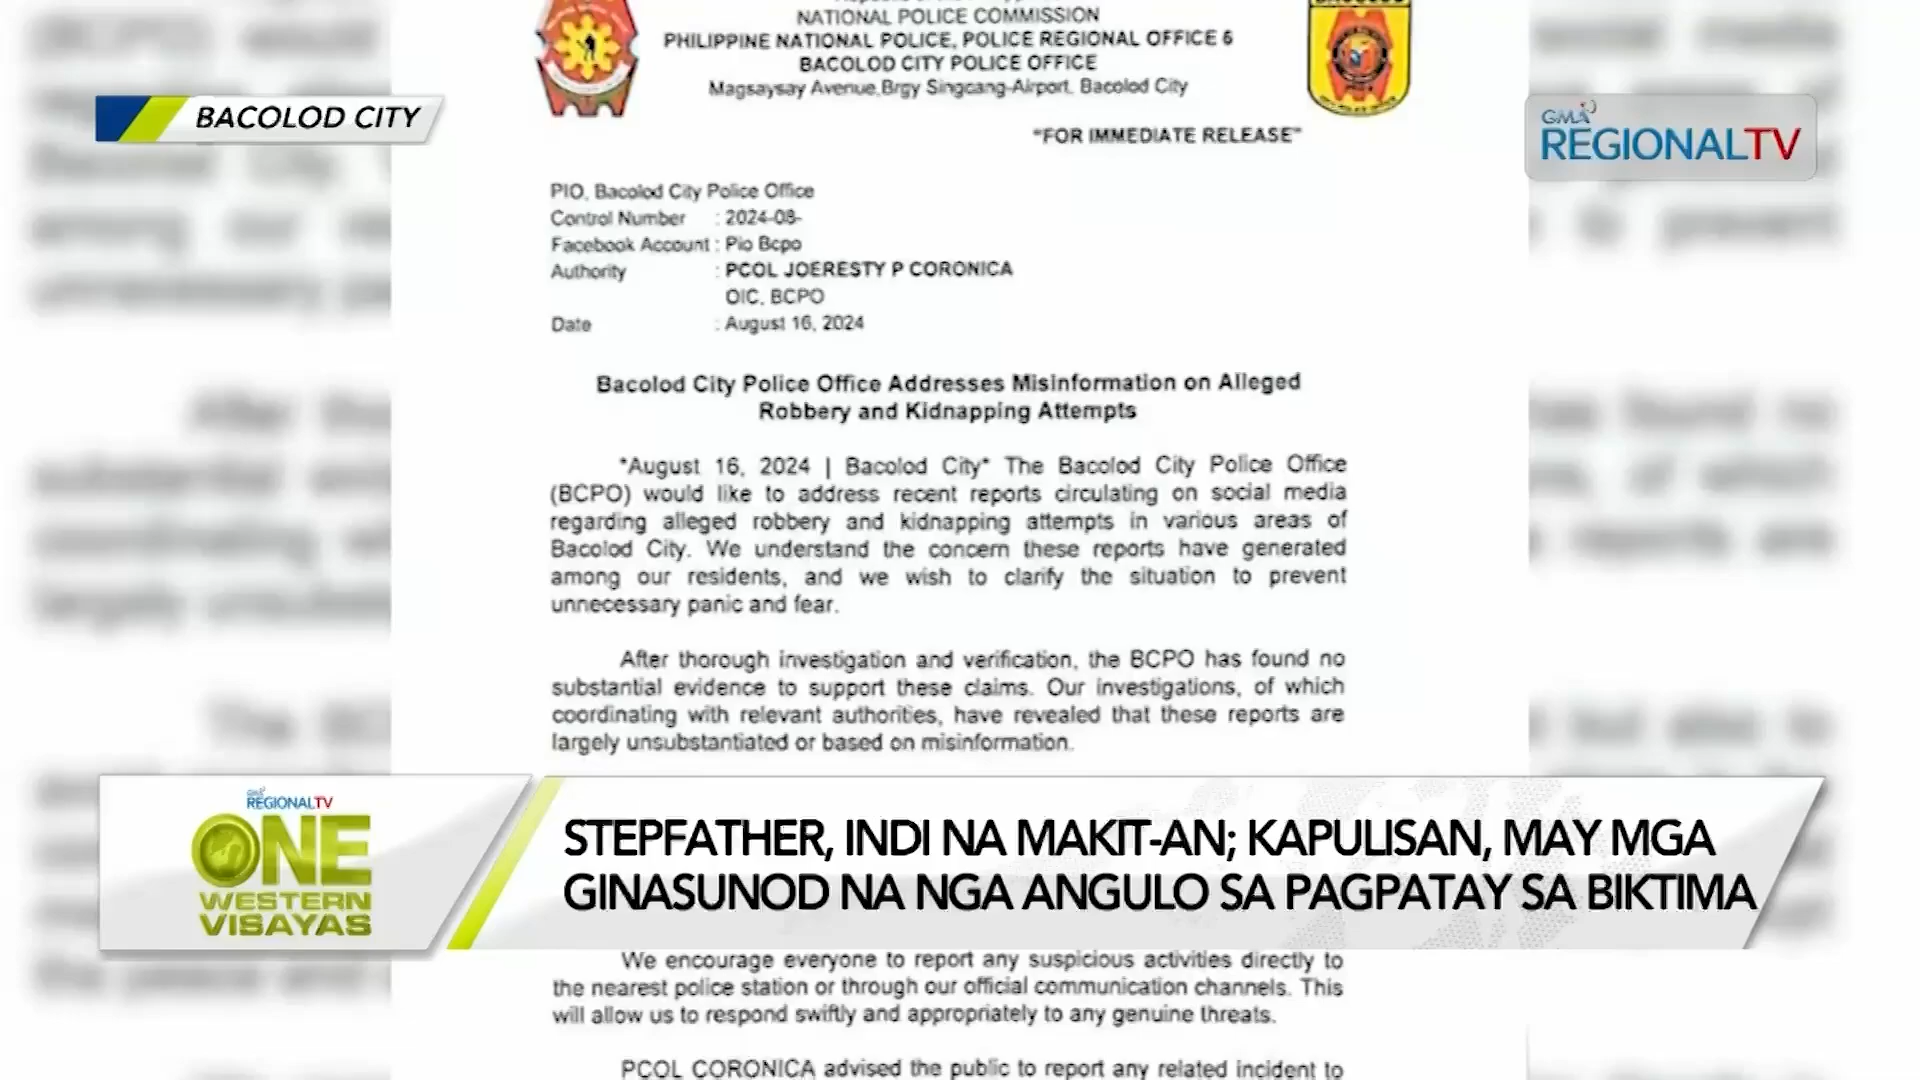 NATIONAL POLICE COMMISSION
PHILIPPINE NATIONAL POLICE, POLICE REGIONAL OFFICE 6
BACOLOD CITY POLICE OFFICE
Magsaysay Avenue,Brgy Singcang-Airport, Bacolod City
BACOLOD CITY
GMA
REGIONALTV
"FOR IMMEDIATE RELEASE"
PIO, Bacolod City Police Office
Control Number : 2024-08-
Facebook Account : Pio Bcpo
Authority : PCOL JOERESTY P CORONICA
OIC, BCPO
Date : August 16, 2024
Bacolod City Police Office Addresses Misinformation on Alleged
Robbery and Kidnapping Attempts
*August 16, 2024 | Bacolod City* The Bacolod City Police Office
(BCPO) would like to address recent reports circulating on social media
regarding alleged robbery and kidnapping attempts in various areas of
Bacolod City. We understand the concern these reports have generated
among our residents, and we wish to clarify the situation to prevent
unnecessary panic and fear.
After thorough investigation and verification, the BCPO has found no
substantial evidence to support these claims. Our investigations, of which
coordinating with relevant authorities, have revealed that these reports are
largely unsubstantiated or based on misinformation.
GMA
REGIONALTV
ONE
WESTERN
VISAYAS
STEPFATHER, INDI NA MAKIT-AN; KAPULISAN, MAY MGA
GINASUNOD NA NGA ANGULO SA PAGPATAY SA BIKTIMA
We encourage everyone to report any suspicious activities directly to
the nearest police station or through our official communication channels. This
will allow us to respond swiftly and appropriately to any genuine threats.
PCOL CORONICA advised the public to report any related incident to